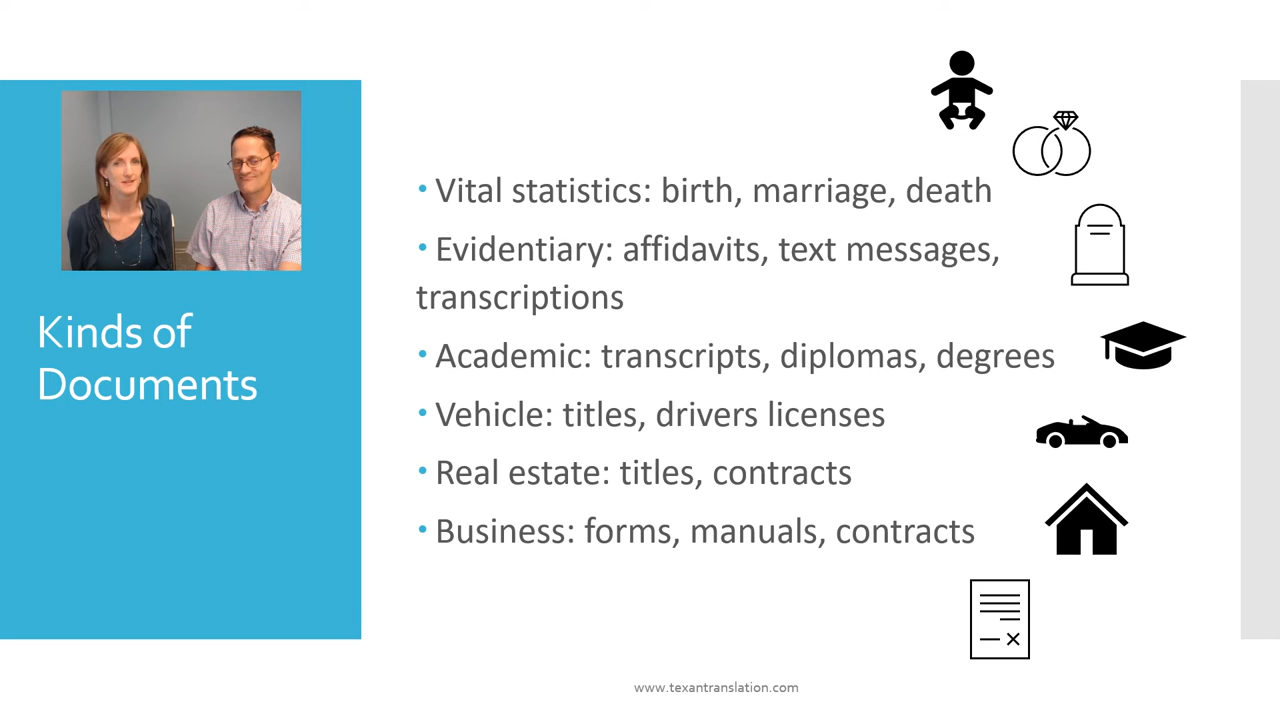 Kinds of
Documents
• Vital statistics: birth, marriage, death
• Evidentiary: affidavits, text messages,
transcriptions
• Academic: transcripts, diplomas, degrees
• Vehicle: titles, drivers licenses
• Real estate: titles, contracts
• Business: forms, manuals, contracts
www.texantranslation.com